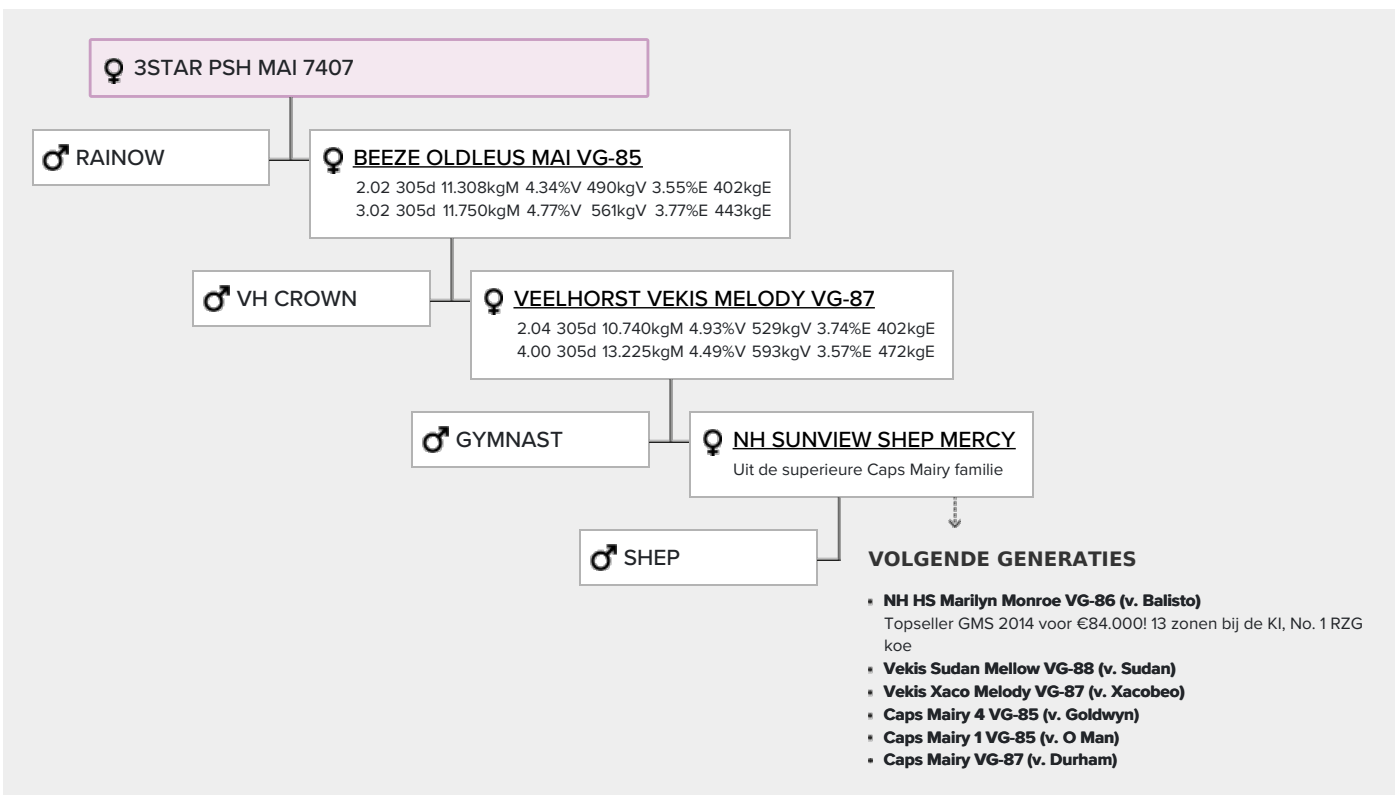 3STAR PSH MAI 7407
RAINOW
BEEZE OLDLEUS MAI VG-85
2.02 305d 11.308kgM 4.34%V 490kgV 3.55%E 402kgE
3.02 305d 11.750kgM 4.77%V 561kgV 3.77%E 443kgE
VH CROWN
VEELHORST VEKIS MELODY VG-87
2.04 305d 10.740kgM 4.93%V 529kgV 3.74%E 402kgE
4.00 305d 13.225kgM 4.49%V 593kgV 3.57%E 472kgE
GYMNAST
NH SUNVIEW SHEP MERCY
Uit de superieure Caps Mairy familie
SHEP
VOLGENDE GENERATIES
NH HS Marilyn Monroe VG-86 (v. Balisto)
Topseller GMS 2014 voor €84.000! 13 zonen bij de KI, No. 1 RZG
koe
Vekis Sudan Mellow VG-88 (v. Sudan)
Vekis Xaco Melody VG-87 (v. Xacobeo)
Caps Mairy 4 VG-85 (v. Goldwyn)
Caps Mairy 1 VG-85 (v. O Man)
Caps Mairy VG-87 (v. Durham)